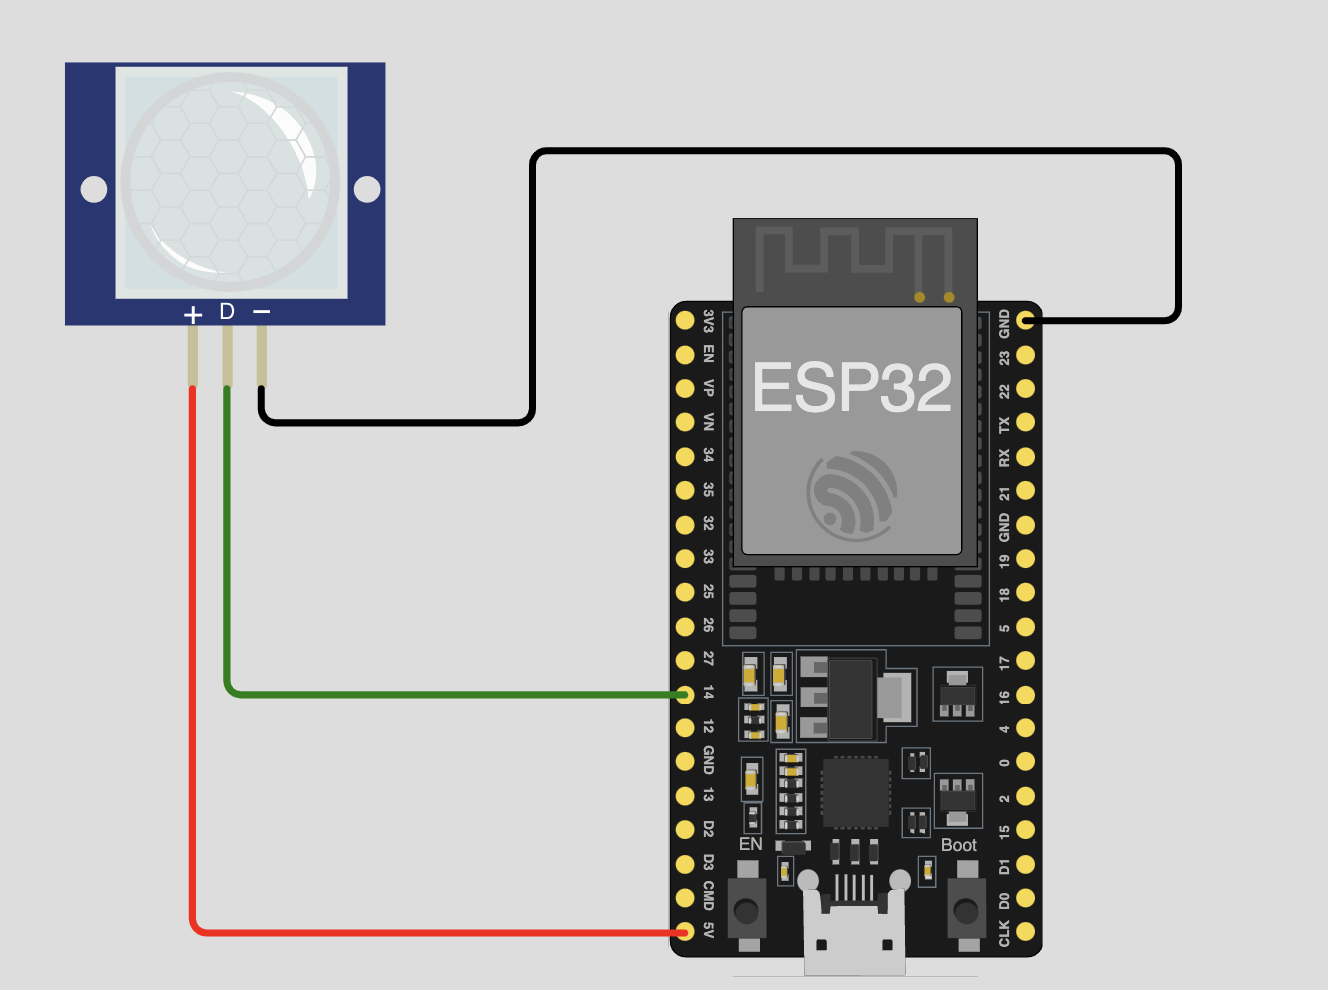 + D −
ESP32
3V3
EN
VP
VN
34
35
32
33
25
26
27
14
12
GND
13
D2
D3
CMD
5V
GND
23
22
TX
RX
21
GND
19
18
5
17
16
4
0
2
15
D1
D0
CLK
EN
Boot